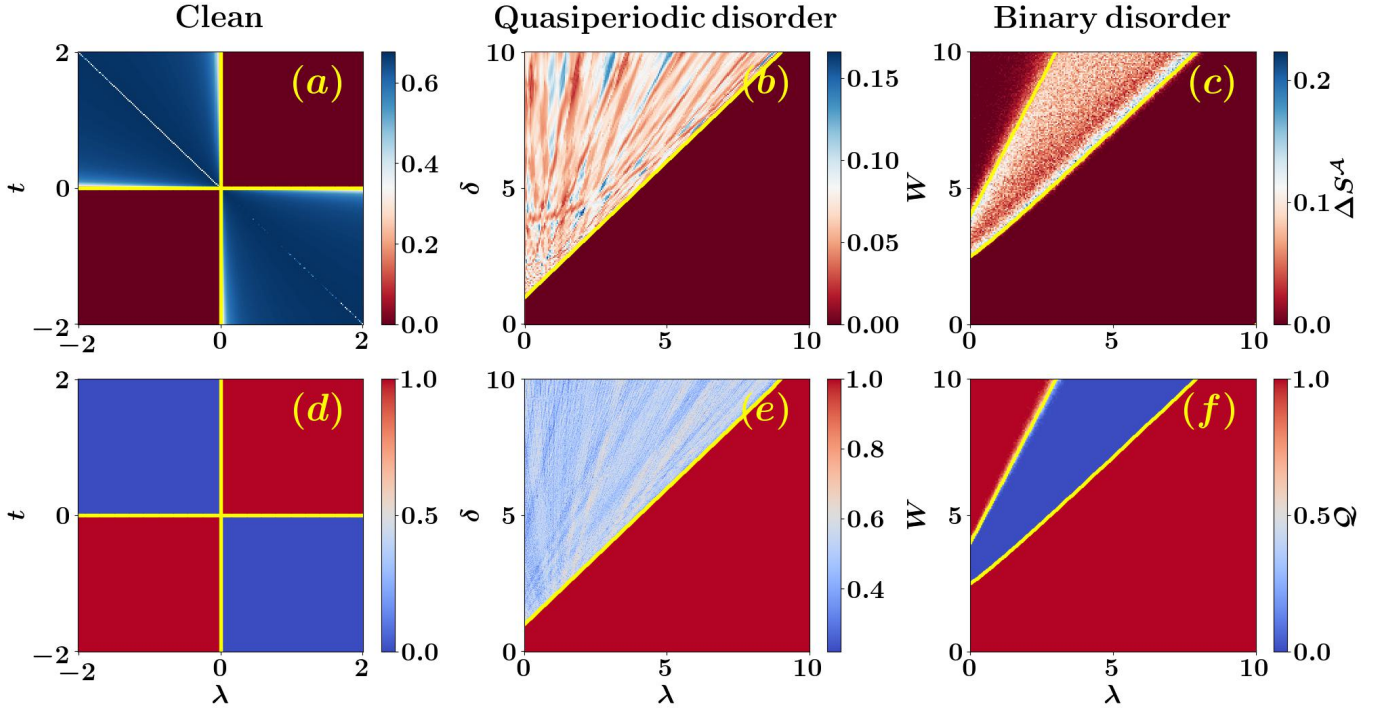 Clean Quasiperiodic disorder Binary disorder
(a) (b) (c)
t δ W ΔS^𝒜
2 0 −2
−2 0 2
0.6 0.4 0.2 0.0
10 5 0
0 5 10
0.15 0.10 0.05 0.00
10 5 0
0 5 10
0.2 0.1 0.0
(d) (e) (f)
t δ W 𝒬
2 0 −2
−2 0 2
λ
1.0 0.5 0.0
10 5 0
0 5 10
λ
1.0 0.8 0.6 0.4
10 5 0
0 5 10
λ
1.0 0.5 0.0